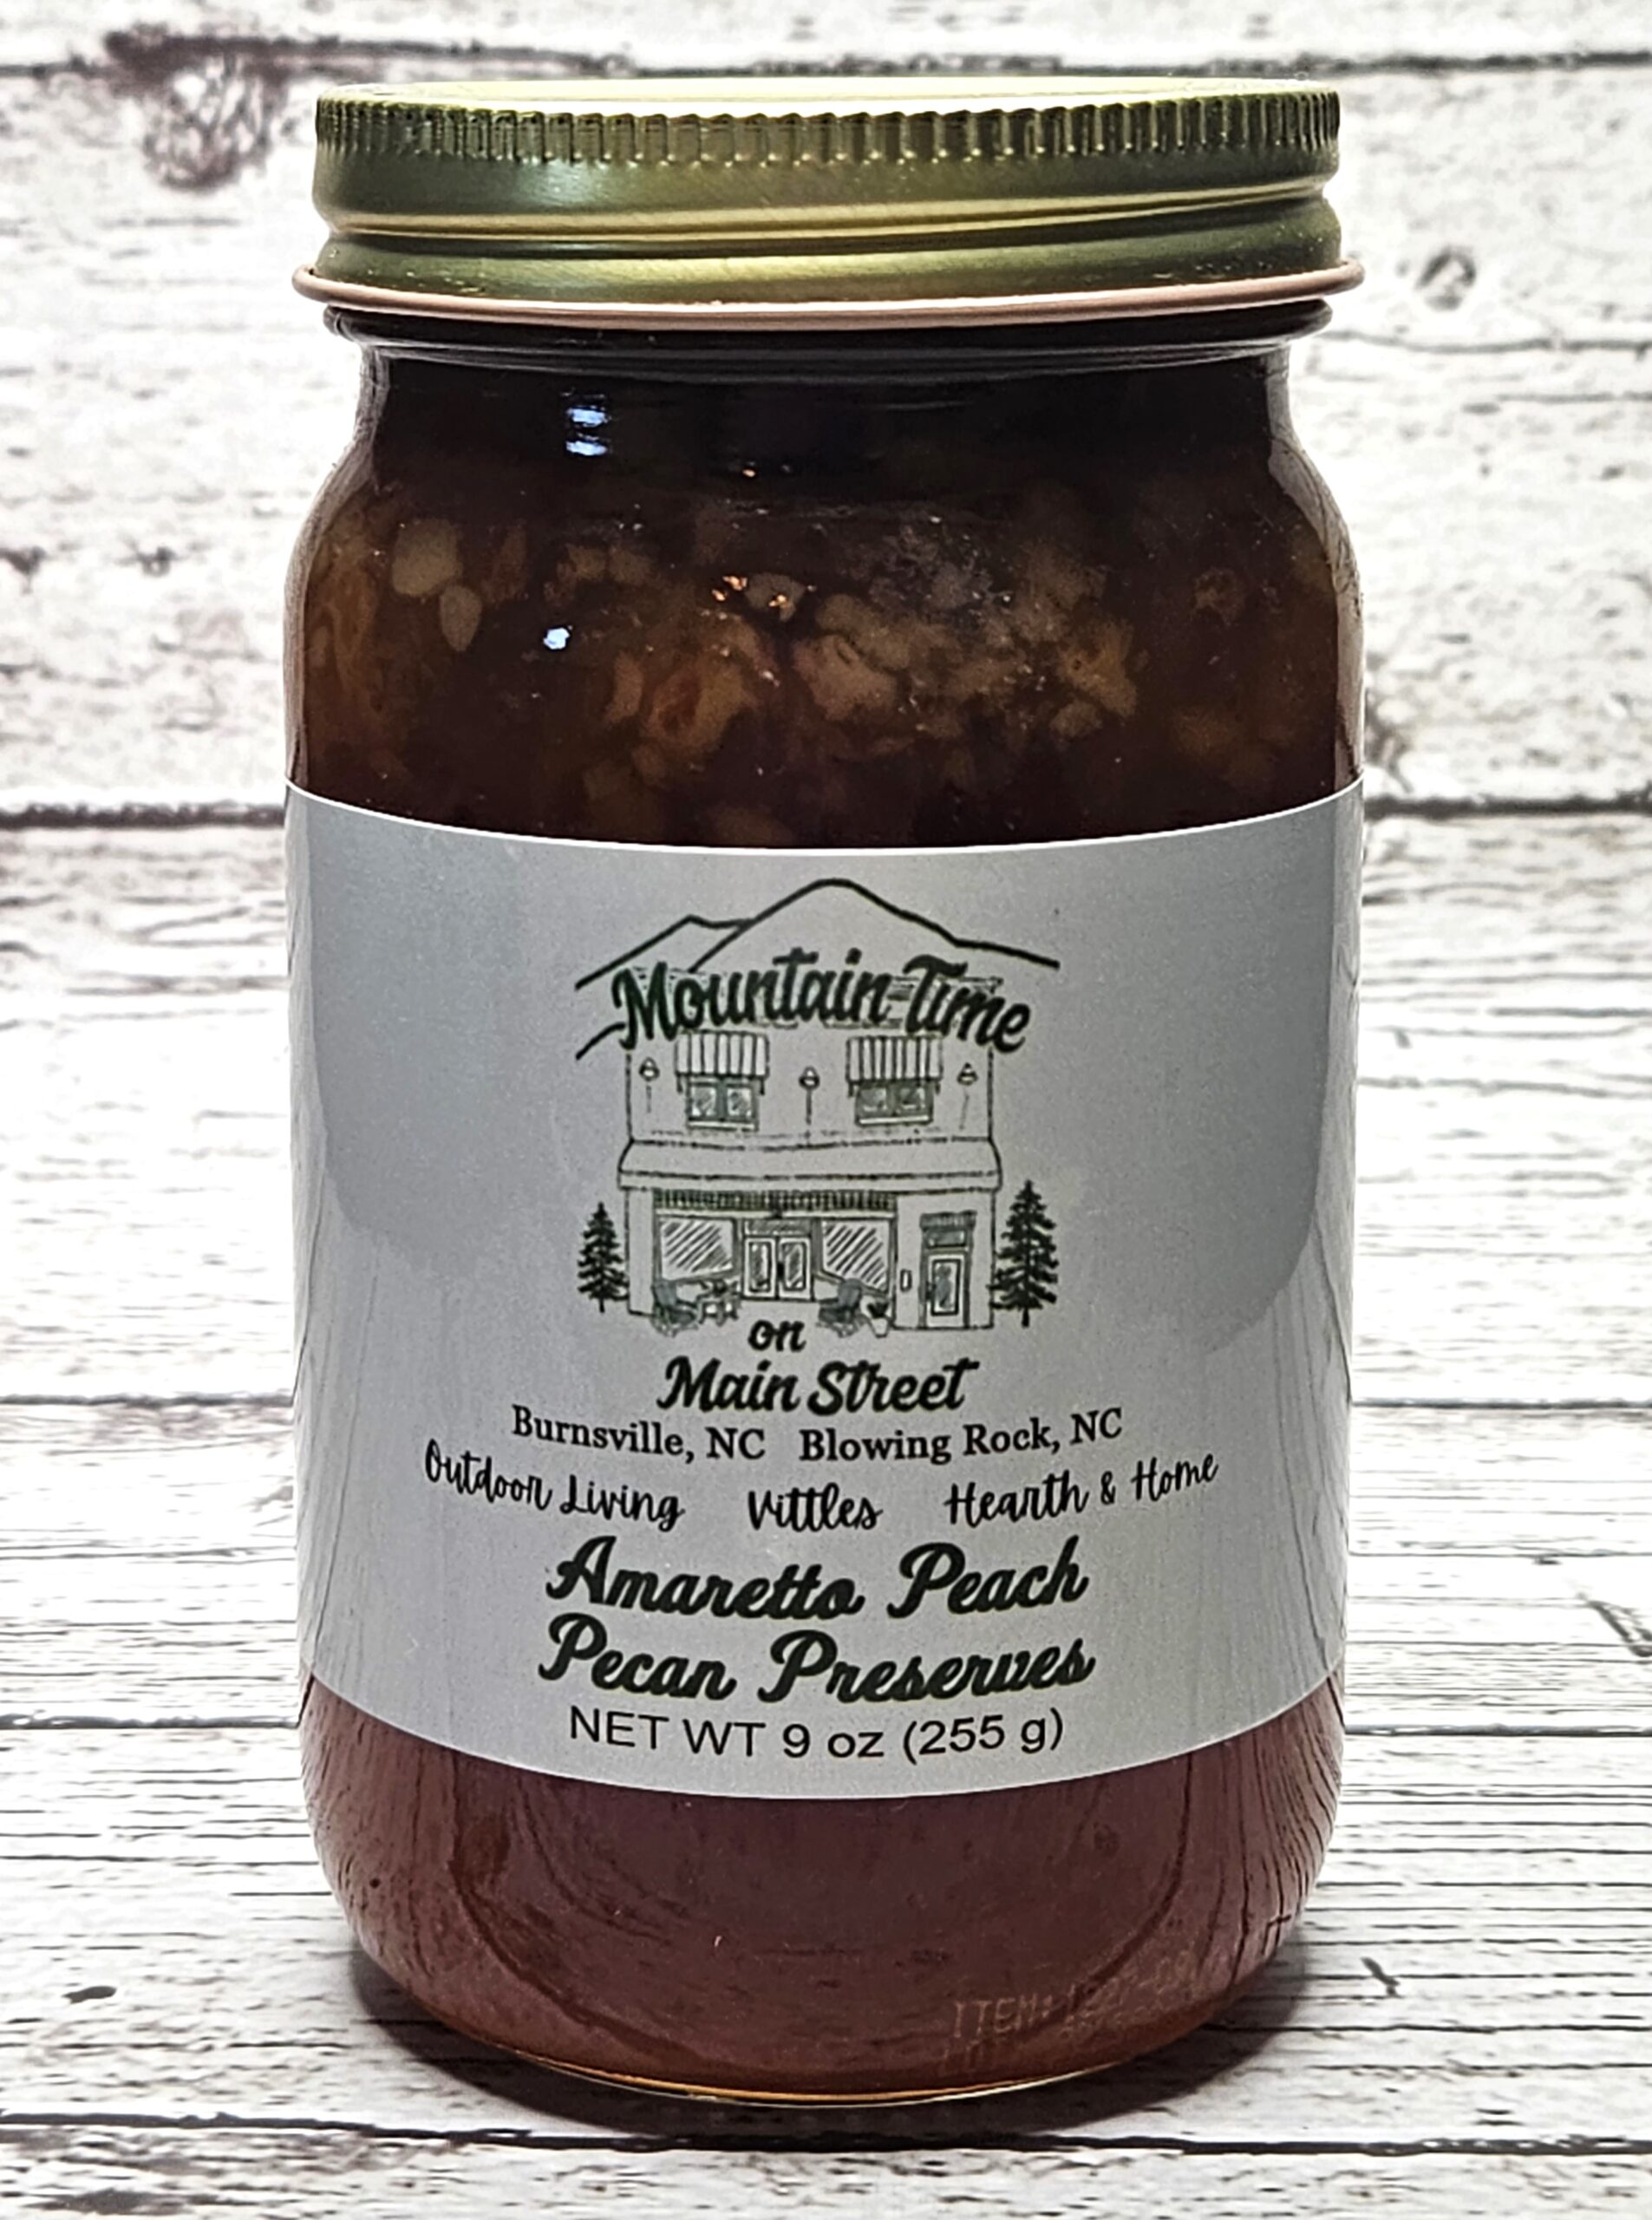 Mountain Time
on
Main Street
Burnsville, NC Blowing Rock, NC
Outdoor Living Vittles Hearth & Home
Amaretto Peach
Pecan Preserves
NET WT 9 oz (255 g)
ITEM: